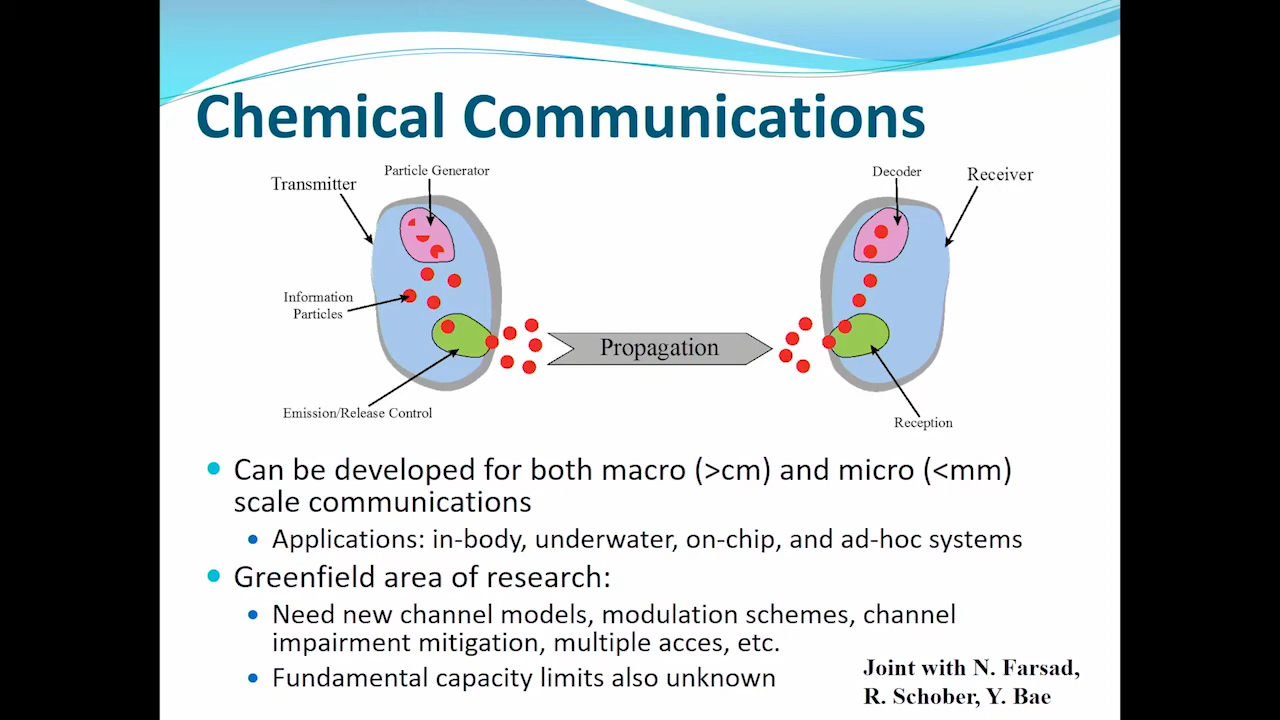 Chemical Communications
Particle Generator
Transmitter
Decoder
Receiver
Information
Particles
Propagation
Emission/Release Control
Reception
Can be developed for both macro (>cm) and micro (<mm)
scale communications
Applications: in-body, underwater, on-chip, and ad-hoc systems
Greenfield area of research:
Need new channel models, modulation schemes, channel
impairment mitigation, multiple acces, etc.
Fundamental capacity limits also unknown
Joint with N. Farsad,
R. Schober, Y. Bae